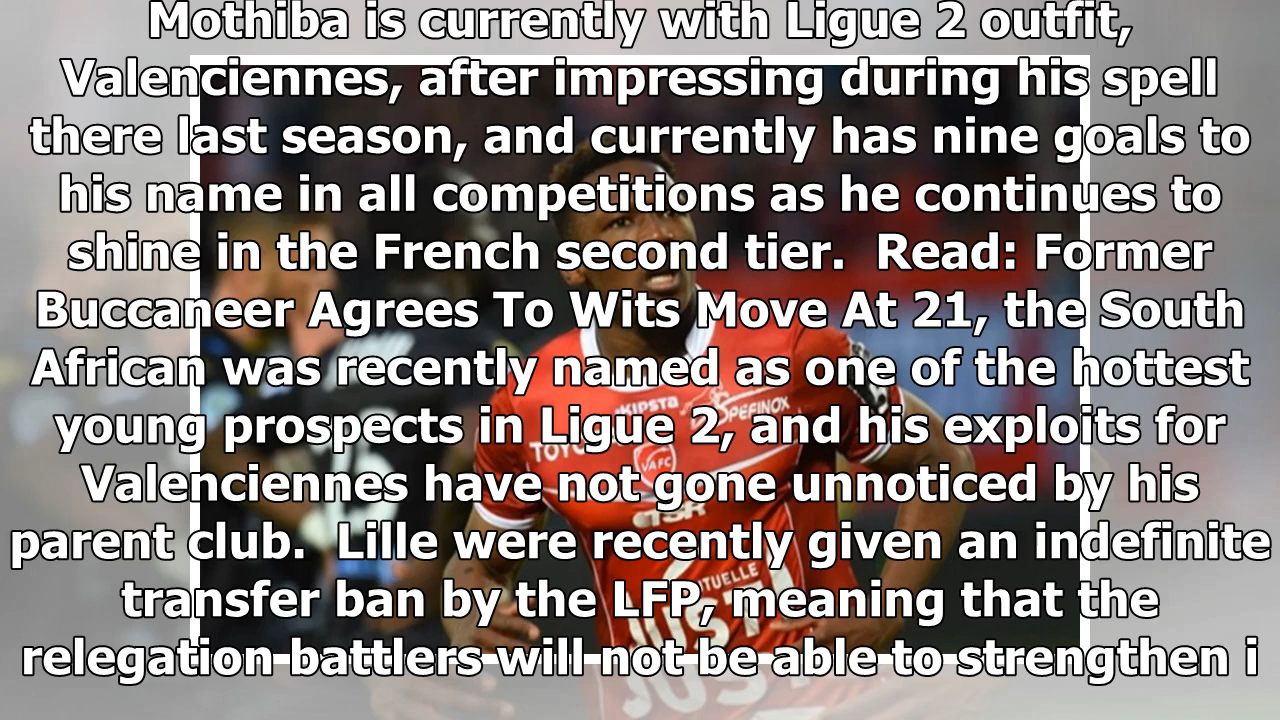 Mothiba is currently with Ligue 2 outfit,
Valenciennes, after impressing during his spell
there last season, and currently has nine goals to
his name in all competitions as he continues to
shine in the French second tier.  Read: Former
Buccaneer Agrees To Wits Move At 21, the South
African was recently named as one of the hottest
young prospects in Ligue 2, and his exploits for
Valenciennes have not gone unnoticed by his
parent club.  Lille were recently given an indefinite
transfer ban by the LFP, meaning that the
relegation battlers will not be able to strengthen i
KIPSTA
SPEFINOX
VAFC